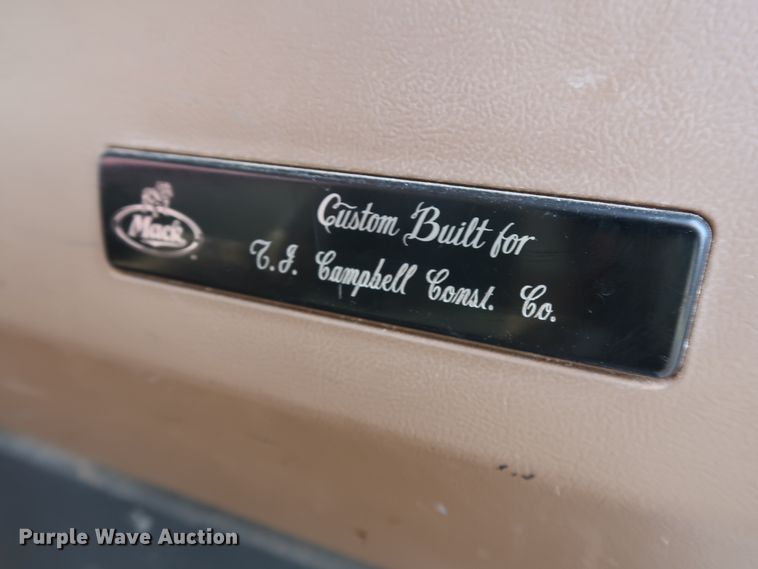 Mack
Custom Built for
T.J. Campbell Const. Co.
Purple Wave Auction